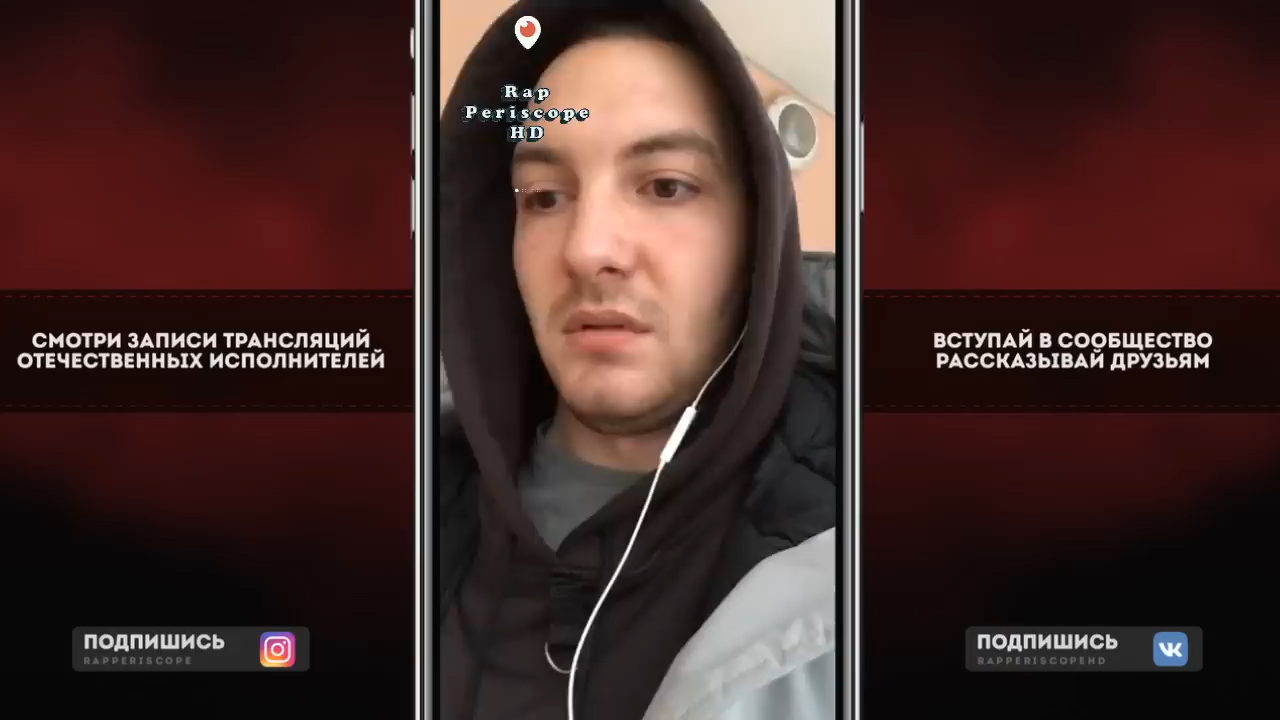 Rap
Periscope
HD
СМОТРИ ЗАПИСИ ТРАНСЛЯЦИЙ
ОТЕЧЕСТВЕННЫХ ИСПОЛНИТЕЛЕЙ
ВСТУПАЙ В СООБЩЕСТВО
РАССКАЗЫВАЙ ДРУЗЬЯМ
ПОДПИШИСЬ
RAPPERISCOPE
ПОДПИШИСЬ
RAPPERISCOPEHD